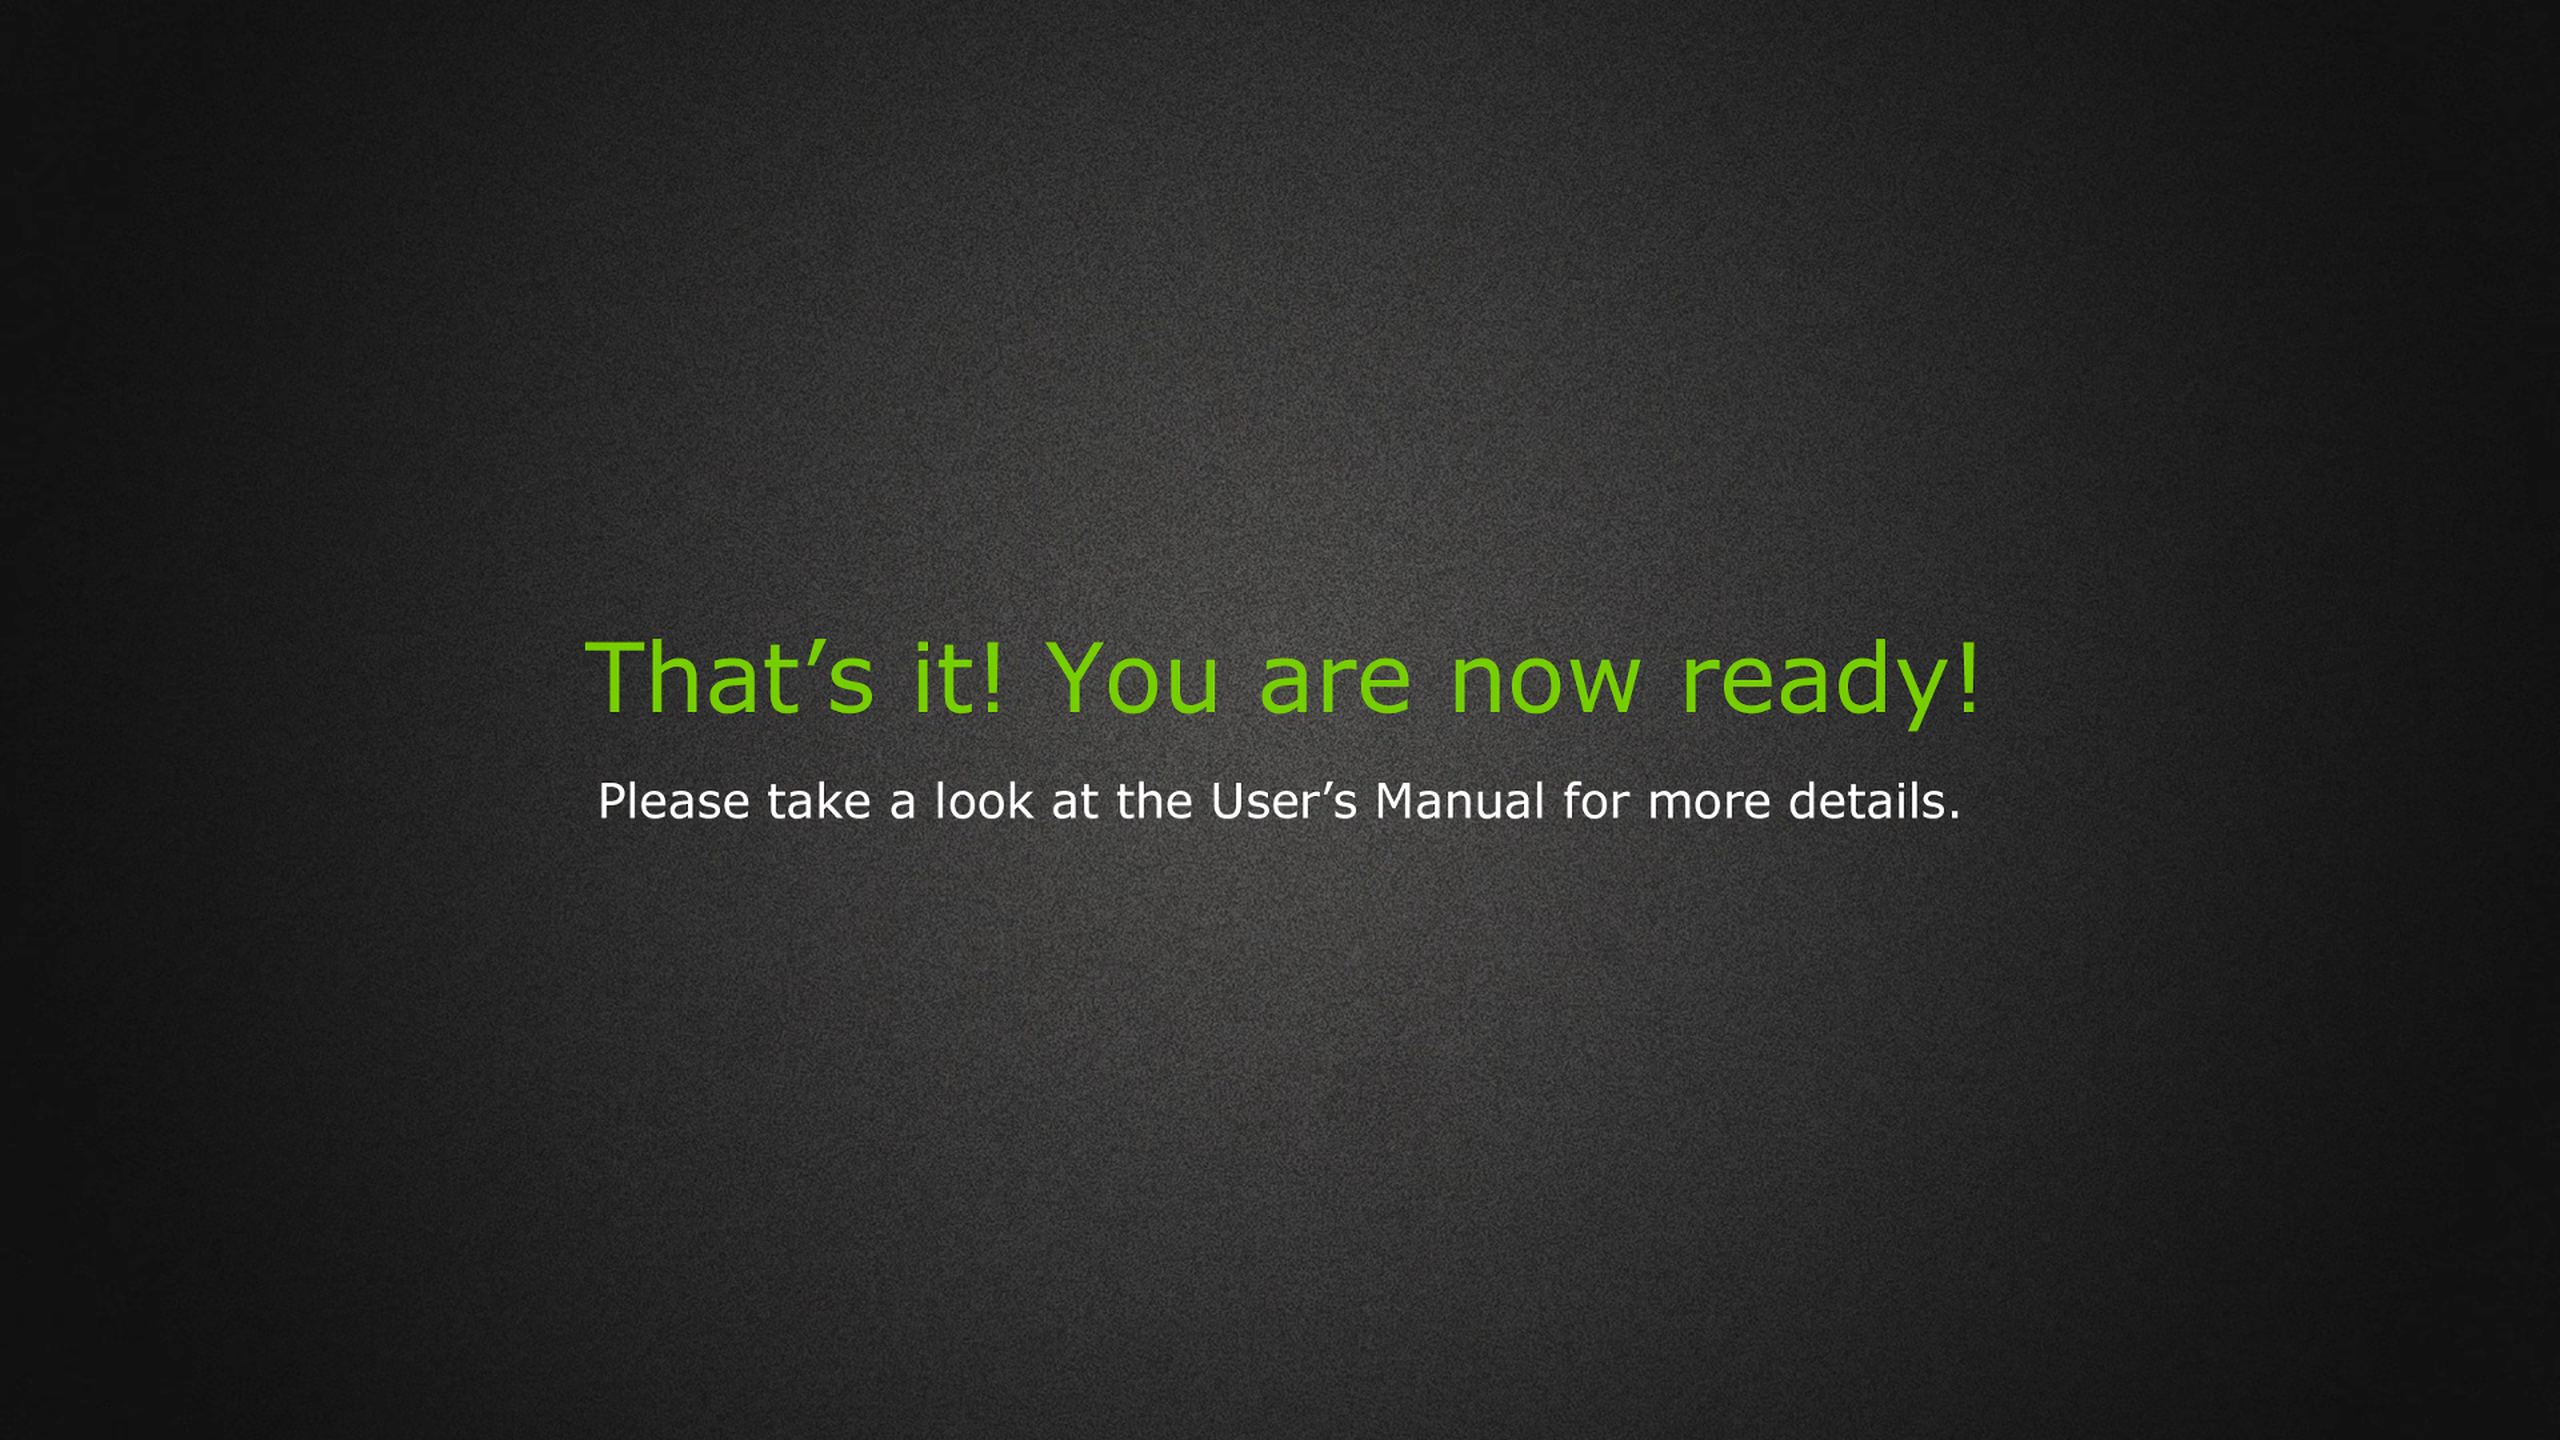 That’s it! You are now ready!
Please take a look at the User’s Manual for more details.